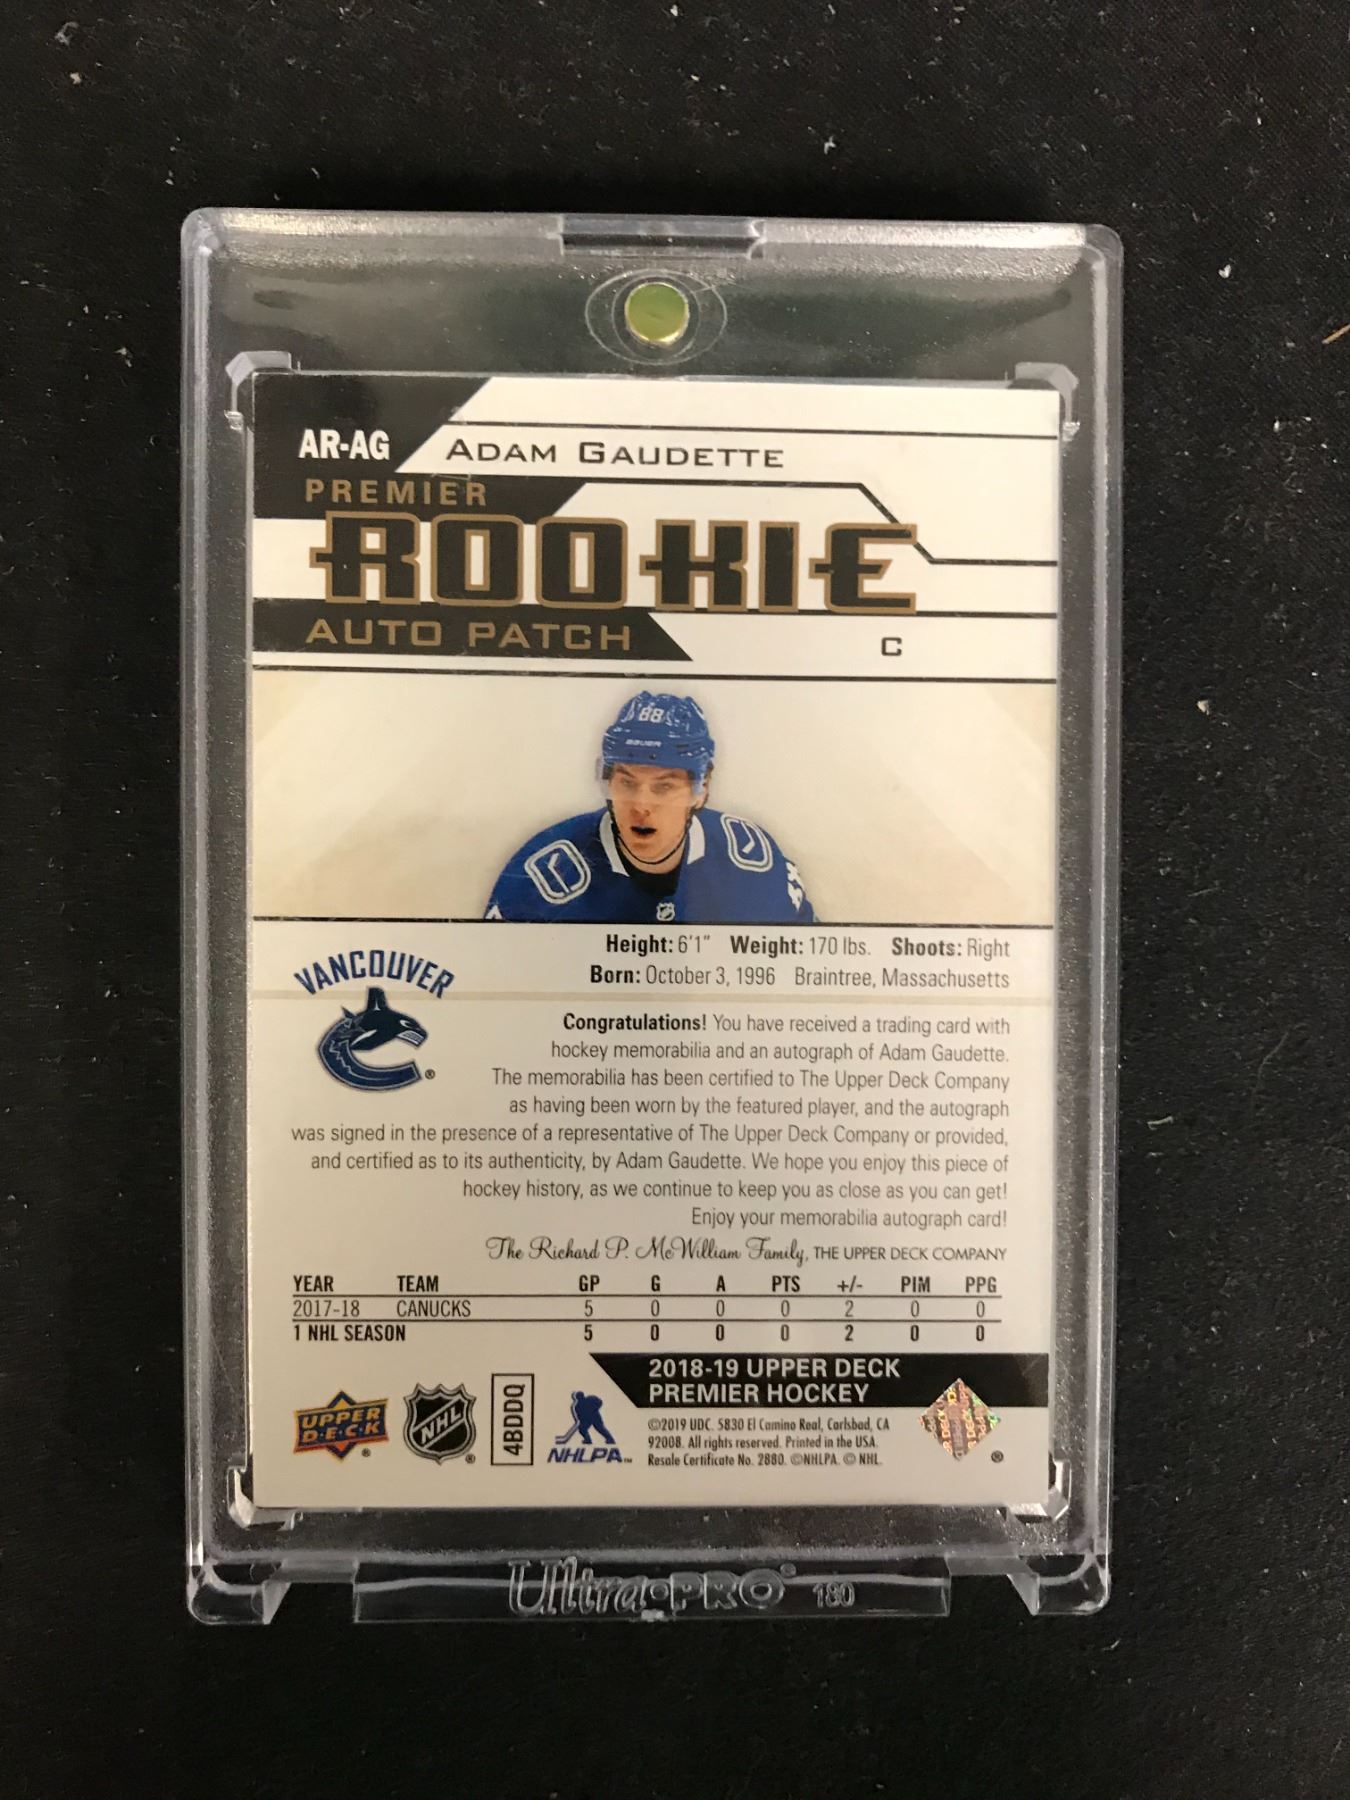 AR-AG ADAM GAUDETTE
PREMIER
ROOKIE
AUTO PATCH C
88
BAUER
Height: 6'1" Weight: 170 lbs. Shoots: Right
Born: October 3, 1996 Braintree, Massachusetts
VANCOUVER
Congratulations! You have received a trading card with
hockey memorabilia and an autograph of Adam Gaudette.
The memorabilia has been certified to The Upper Deck Company
as having been worn by the featured player, and the autograph
was signed in the presence of a representative of The Upper Deck Company or provided,
and certified as to its authenticity, by Adam Gaudette. We hope you enjoy this piece of
hockey history, as we continue to keep you as close as you can get!
Enjoy your memorabilia autograph card!
The Richard P. McWilliam Family, THE UPPER DECK COMPANY
YEAR TEAM GP G A PTS +/- PIM PPG
2017-18 CANUCKS 5 0 0 0 2 0 0
1 NHL SEASON 5 0 0 0 2 0 0
2018-19 UPPER DECK
PREMIER HOCKEY
UPPER
D·E·C·K ®
NHL ®
4BDDQ
NHLPA™
©2019 UDC. 5830 El Camino Real, Carlsbad, CA
92008. All rights reserved. Printed in the USA.
Resale Certificate No. 2880. ©NHLPA. © NHL.
®
Ultra·PRO® 180